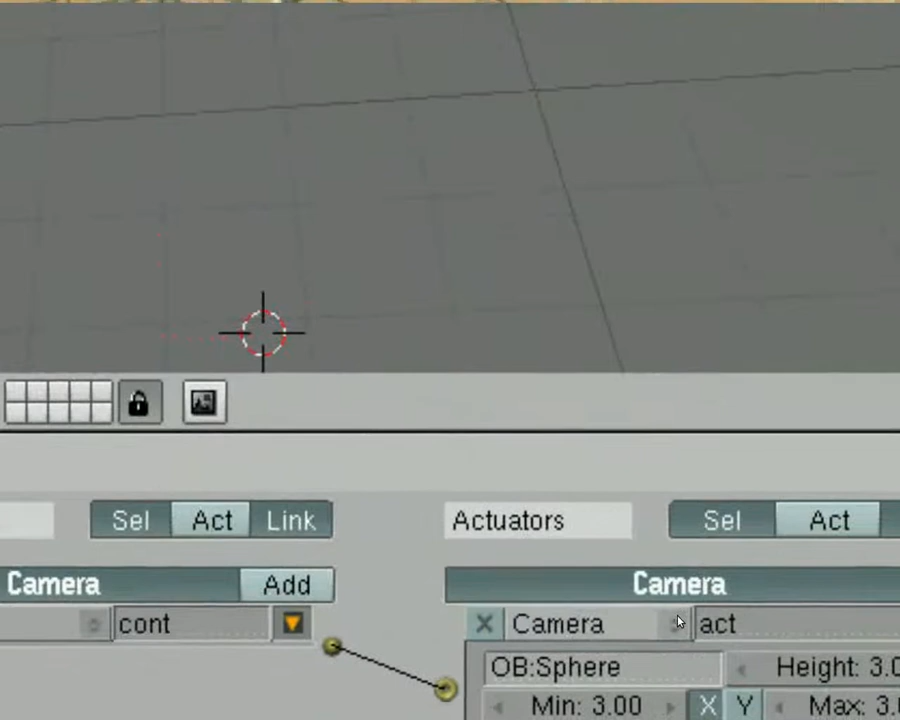 Sel Act Link Actuators Sel Act
Camera Add Camera
cont Camera act
OB:Sphere Height: 3.0
Min: 3.00 X Y Max: 3.